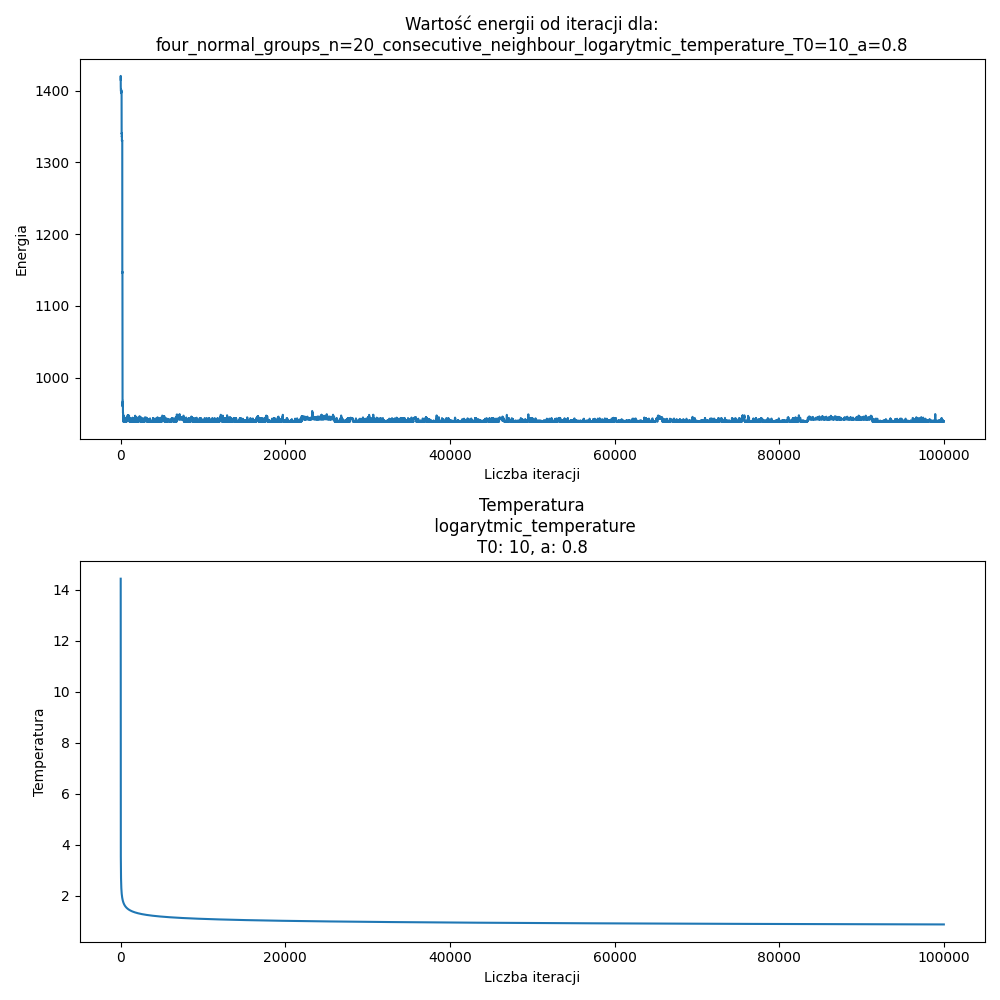 Wartość energii od iteracji dla:
four_normal_groups_n=20_consecutive_neighbour_logarytmic_temperature_T0=10_a=0.8
1400
1300
1200
1100
1000
Energia
0
20000
40000
60000
80000
100000
Liczba iteracji
Temperatura
logarytmic_temperature
T0: 10, a: 0.8
14
12
10
8
6
4
2
Temperatura
0
20000
40000
60000
80000
100000
Liczba iteracji